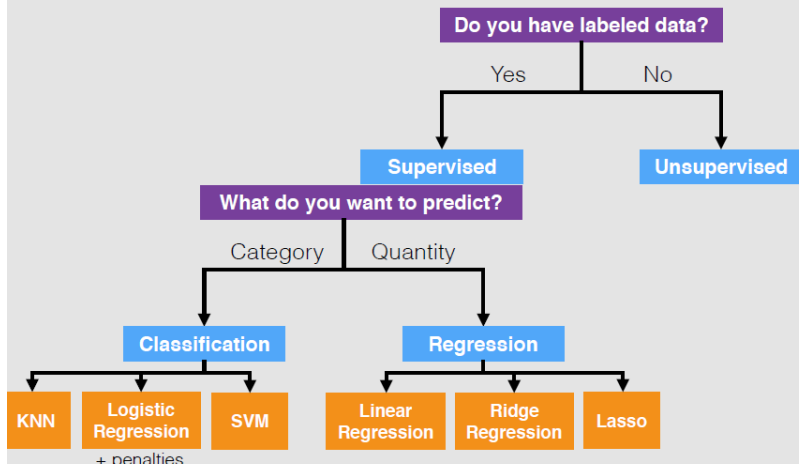 Do you have labeled data?
Yes
No
Supervised
Unsupervised
What do you want to predict?
Category
Quantity
Classification
Regression
KNN
Logistic
Regression
SVM
Linear
Regression
Ridge
Regression
Lasso
+ penalties